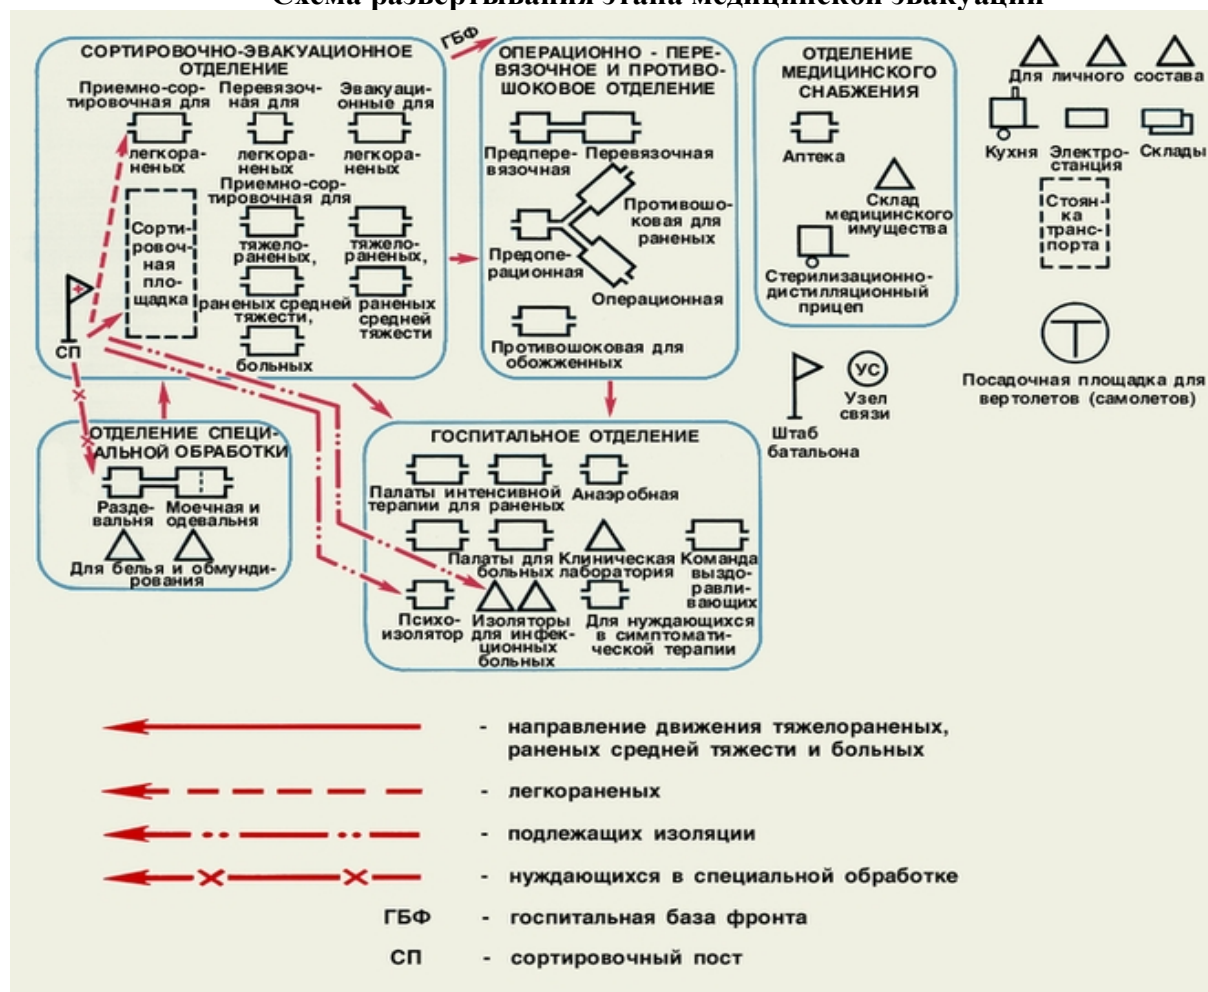 Схема развертывания этапа медицинской эвакуации
СОРТИРОВОЧНО-ЭВАКУАЦИОННОЕ
ОТДЕЛЕНИЕ
Приемно-сор-
тировочная для
легкора-
неных
Перевязоч-
ная для
легкора-
неных
Эвакуаци-
онные для
легкора-
неных
Сорти-
ровоч-
ная
пло-
щадка
Приемно-сор-
тировочная для
тяжело-
раненых,
раненых средней
тяжести,
больных
тяжело-
раненых,
раненых
средней
тяжести
СП
ГБФ
ОПЕРАЦИОННО - ПЕРЕ-
ВЯЗОЧНОЕ И ПРОТИВО-
ШОКОВОЕ ОТДЕЛЕНИЕ
Предпере-
вязочная
Перевязочная
Противошо-
ковая для
раненых
Предопе-
рационная
Операционная
Противошоковая для
обожженных
ОТДЕЛЕНИЕ
МЕДИЦИНСКОГО
СНАБЖЕНИЯ
Аптека
Склад
медицинского
имущества
Стерилизационно-
дистилляционный
прицеп
Для личного состава
Кухня
Электро-
станция
Склады
Стоян-
ка
транс-
порта
Посадочная площадка для
вертолетов (самолетов)
Штаб
батальона
УС
Узел
связи
ОТДЕЛЕНИЕ СПЕЦИ-
АЛЬНОЙ ОБРАБОТКИ
Разде-
вальня
Моечная и
одевальня
Для белья и обмунди-
рования
ГОСПИТАЛЬНОЕ ОТДЕЛЕНИЕ
Палаты интенсивной
терапии для раненых
Анаэробная
Палаты для
больных
Клиническая
лаборатория
Команда
выздо-
равли-
вающих
Психо-
изолятор
Изоляторы
для инфек-
ционных
больных
Для нуждающихся
в симптомати-
ческой терапии
- направление движения тяжелораненых,
раненых средней тяжести и больных
- легкораненых
- подлежащих изоляции
- нуждающихся в специальной обработке
ГБФ - госпитальная база фронта
СП - сортировочный пост